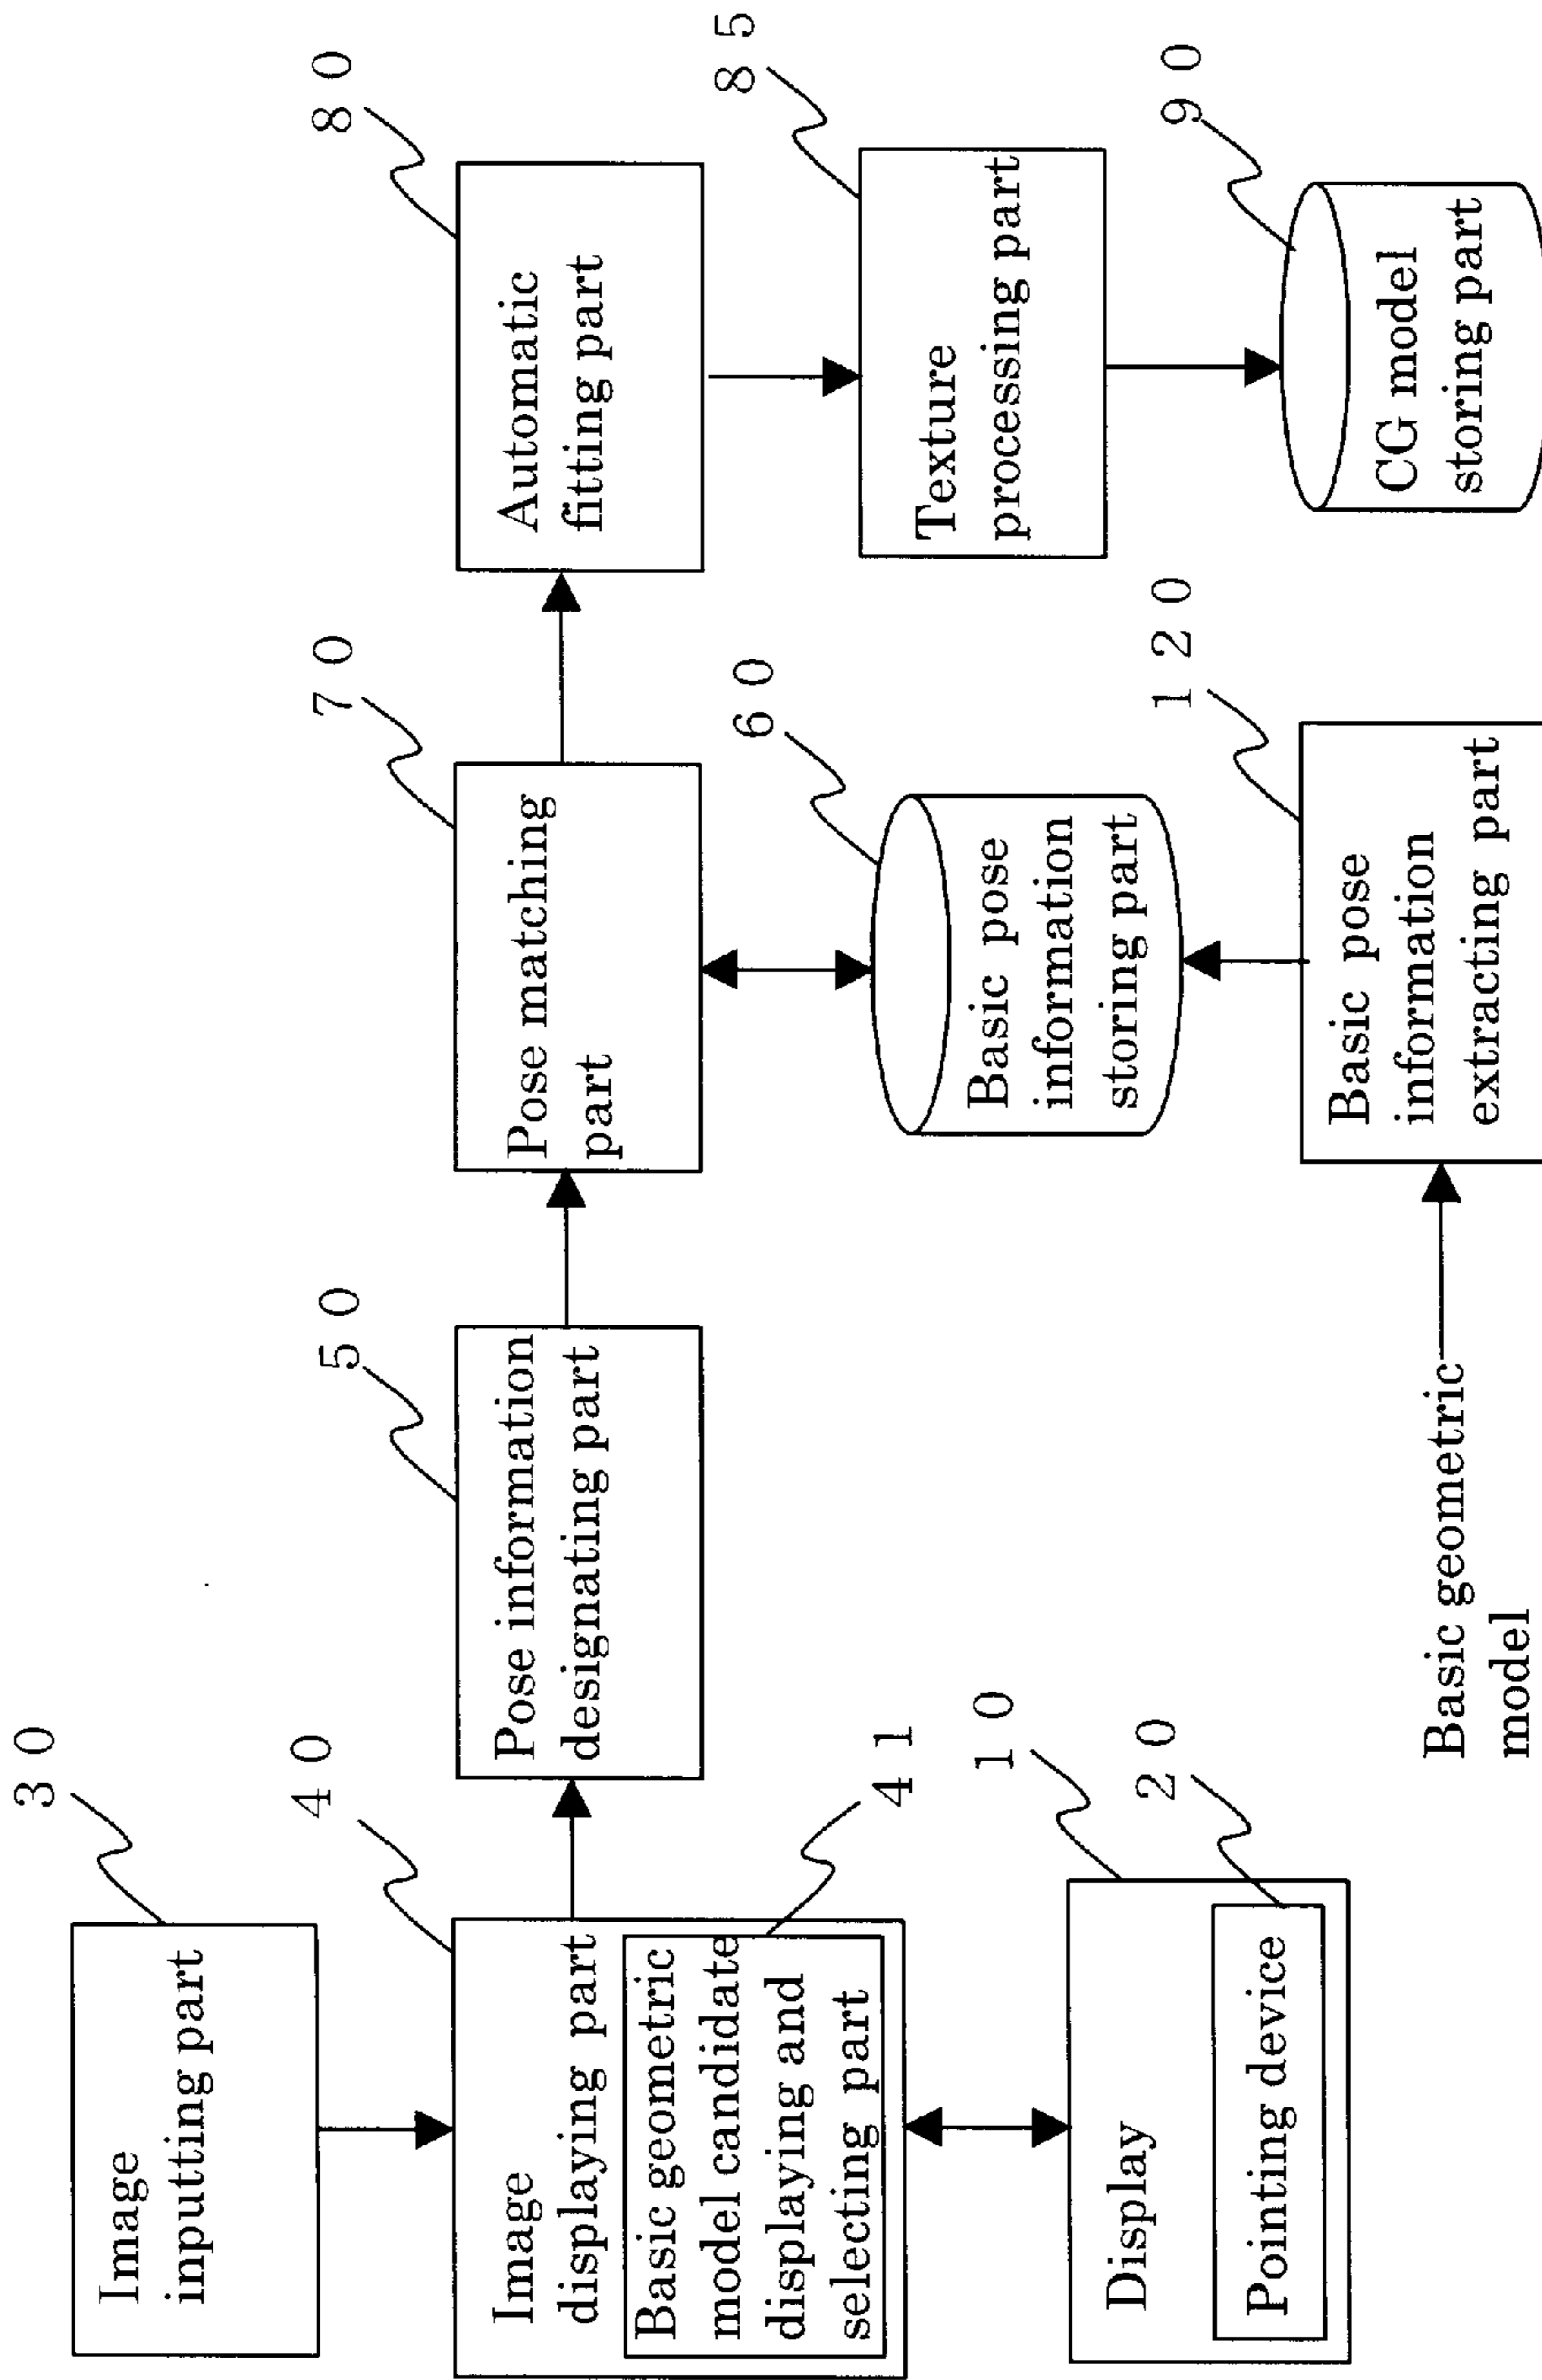 30
Image
inputting part
40
Image
displaying part
Basic geometric
model candidate
displaying and
selecting part
41
10
Display
20
Pointing device
50
Pose information
designating part
70
Pose matching
part
60
Basic pose
information
storing part
120
Basic pose
information
extracting part
Basic geometric
model
80
Automatic
fitting part
85
Texture
processing part
90
CG model
storing part